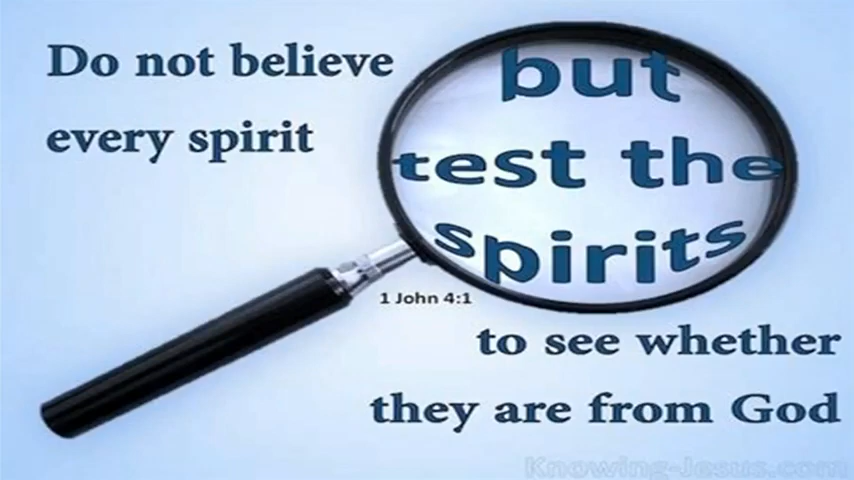 Do not believe
every spirit
but
test the
spirits
1 John 4:1
to see whether
they are from God
Knowing-Jesus.com